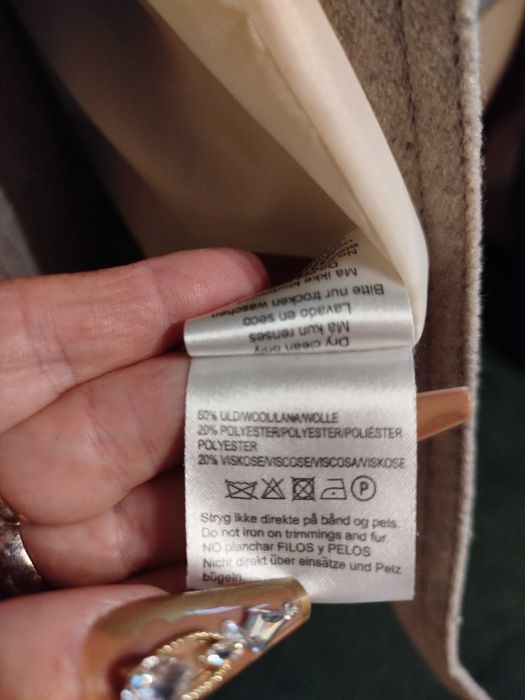 Må ikke
Bitte nur trocken waschen
Lavado en seco
Må kun renses
Dry clean only
60% ULD/WOOL/LANA/WOLLE
20% POLYESTER/POLYESTER/POLIÉSTER
POLYESTER
20% VISKOSE/VISCOSE/VISCOSA/VISKOSE
P
Stryg ikke direkte på bånd og pels.
Do not iron on trimmings and fur.
NO planchar FILOS y PELOS
Nicht direkt über einsätze und Pelz
bügeln.